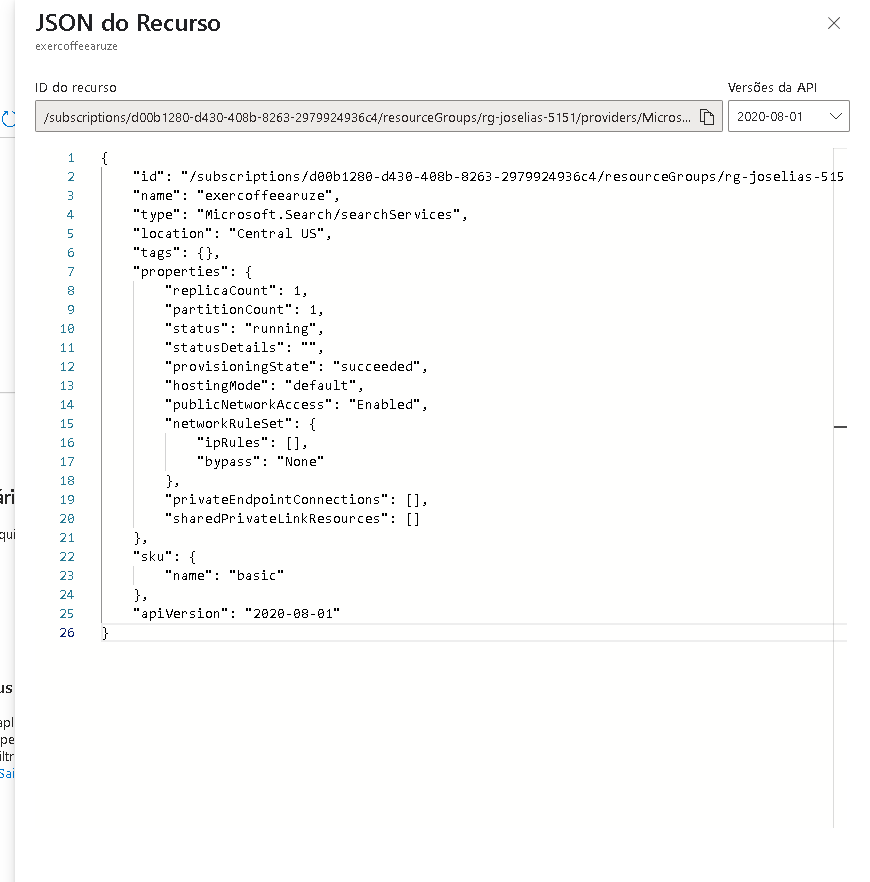 JSON do Recurso
exercoffeearuze
ID do recurso
Versões da API
/subscriptions/d00b1280-d430-408b-8263-2979924936c4/resourceGroups/rg-joselias-5151/providers/Micros...
2020-08-01
1 {
2 "id": "/subscriptions/d00b1280-d430-408b-8263-2979924936c4/resourceGroups/rg-joselias-515
3 "name": "exercoffeearuze",
4 "type": "Microsoft.Search/searchServices",
5 "location": "Central US",
6 "tags": {},
7 "properties": {
8 "replicaCount": 1,
9 "partitionCount": 1,
10 "status": "running",
11 "statusDetails": "",
12 "provisioningState": "succeeded",
13 "hostingMode": "default",
14 "publicNetworkAccess": "Enabled",
15 "networkRuleSet": {
16 "ipRules": [],
17 "bypass": "None"
18 },
19 "privateEndpointConnections": [],
20 "sharedPrivateLinkResources": []
21 },
22 "sku": {
23 "name": "basic"
24 },
25 "apiVersion": "2020-08-01"
26 }
ári
qui
us
apl
pe
iltr
Sai